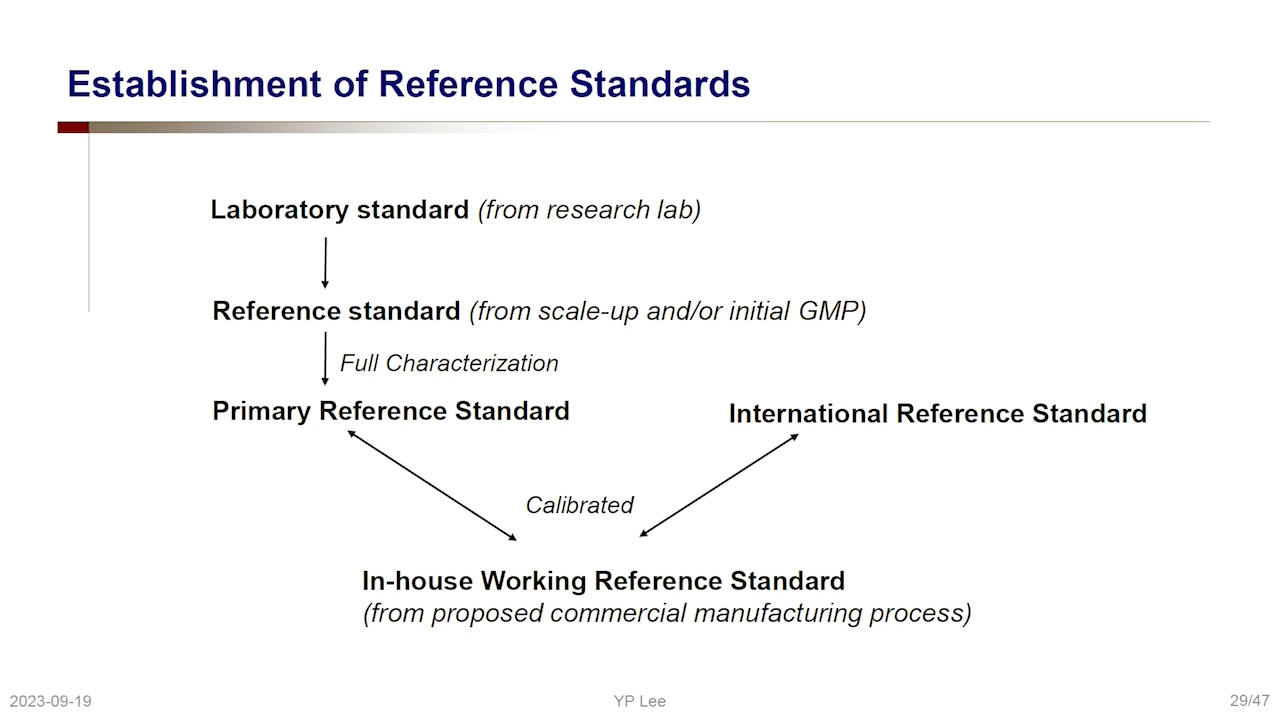 Establishment of Reference Standards
Laboratory standard (from research lab)
Reference standard (from scale-up and/or initial GMP)
Full Characterization
Primary Reference Standard
International Reference Standard
Calibrated
In-house Working Reference Standard
(from proposed commercial manufacturing process)
2023-09-19
YP Lee
29/47